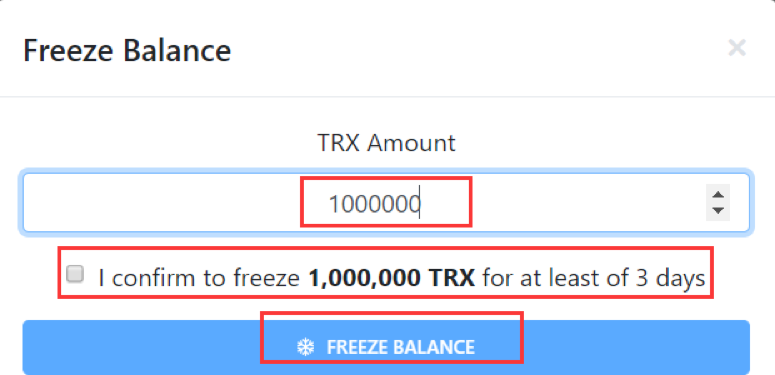 Freeze Balance
TRX Amount
1000000
I confirm to freeze 1,000,000 TRX for at least of 3 days
FREEZE BALANCE